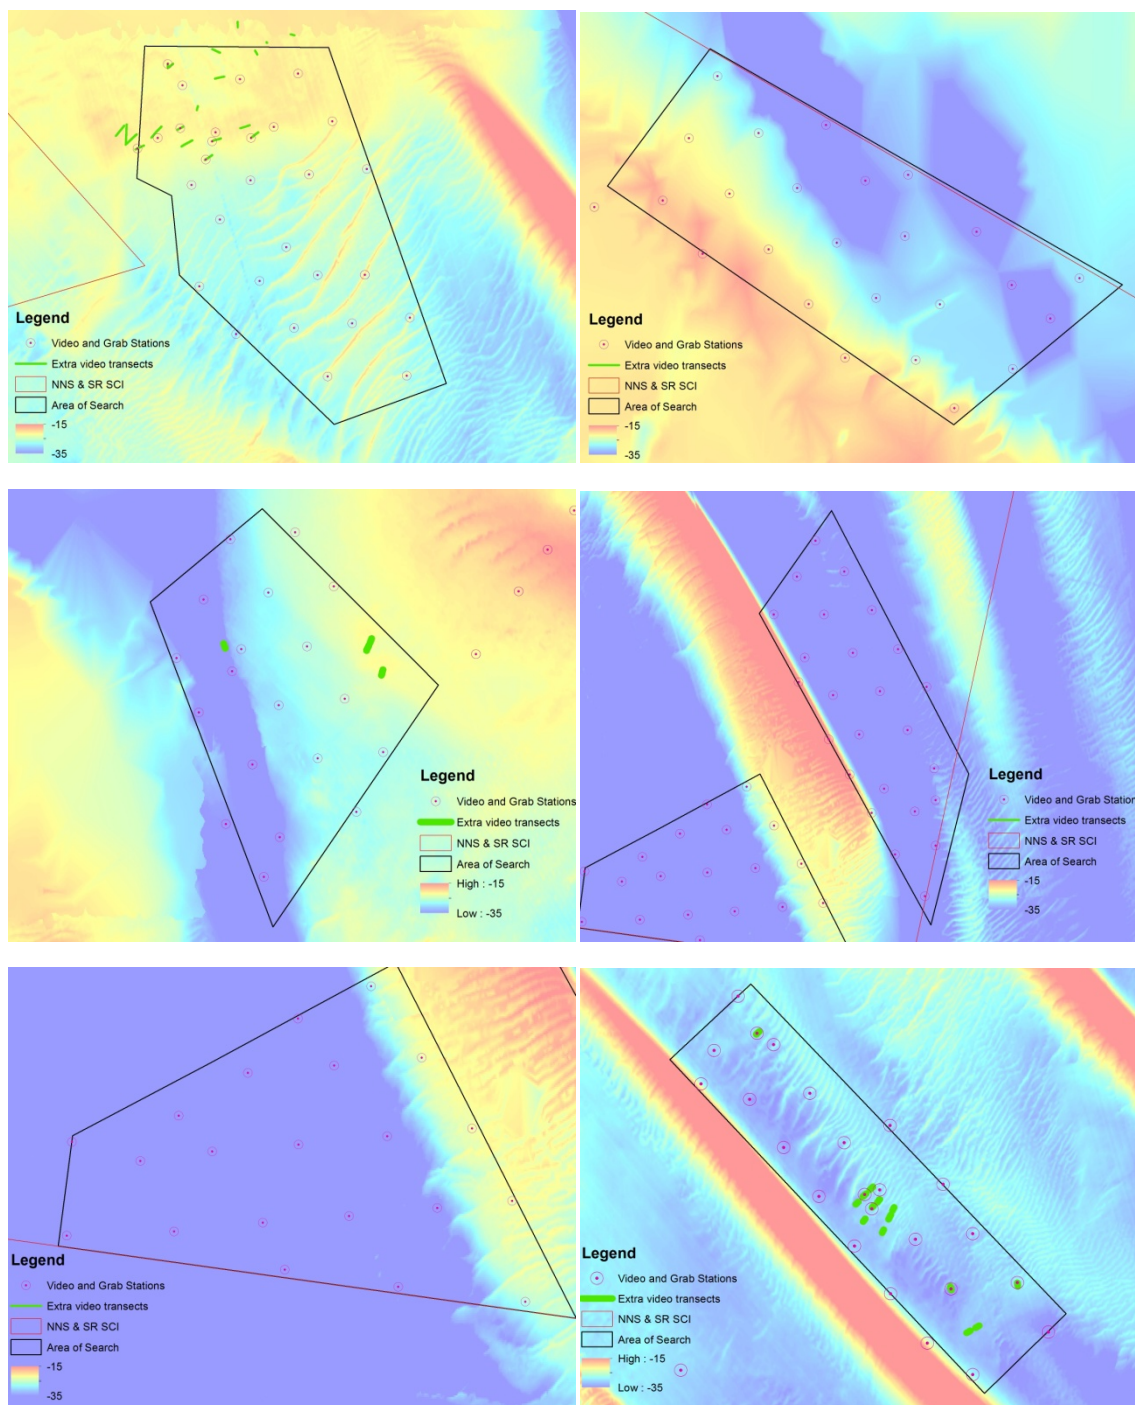 Legend
Video and Grab Stations
Extra video transects
NNS & SR SCI
Area of Search
-15
-35
Legend
Video and Grab Stations
Extra video transects
NNS & SR SCI
Area of Search
-15
-35
Legend
Video and Grab Stations
Extra video transects
NNS & SR SCI
Area of Search
High : -15
Low : -35
Legend
Video and Grab Station
Extra video transects
NNS & SR SCI
Area of Search
-15
-35
Legend
Video and Grab Stations
Extra video transects
NNS & SR SCI
Area of Search
-15
-35
Legend
Video and Grab Stations
Extra video transects
NNS & SR SCI
Area of Search
High : -15
Low : -35